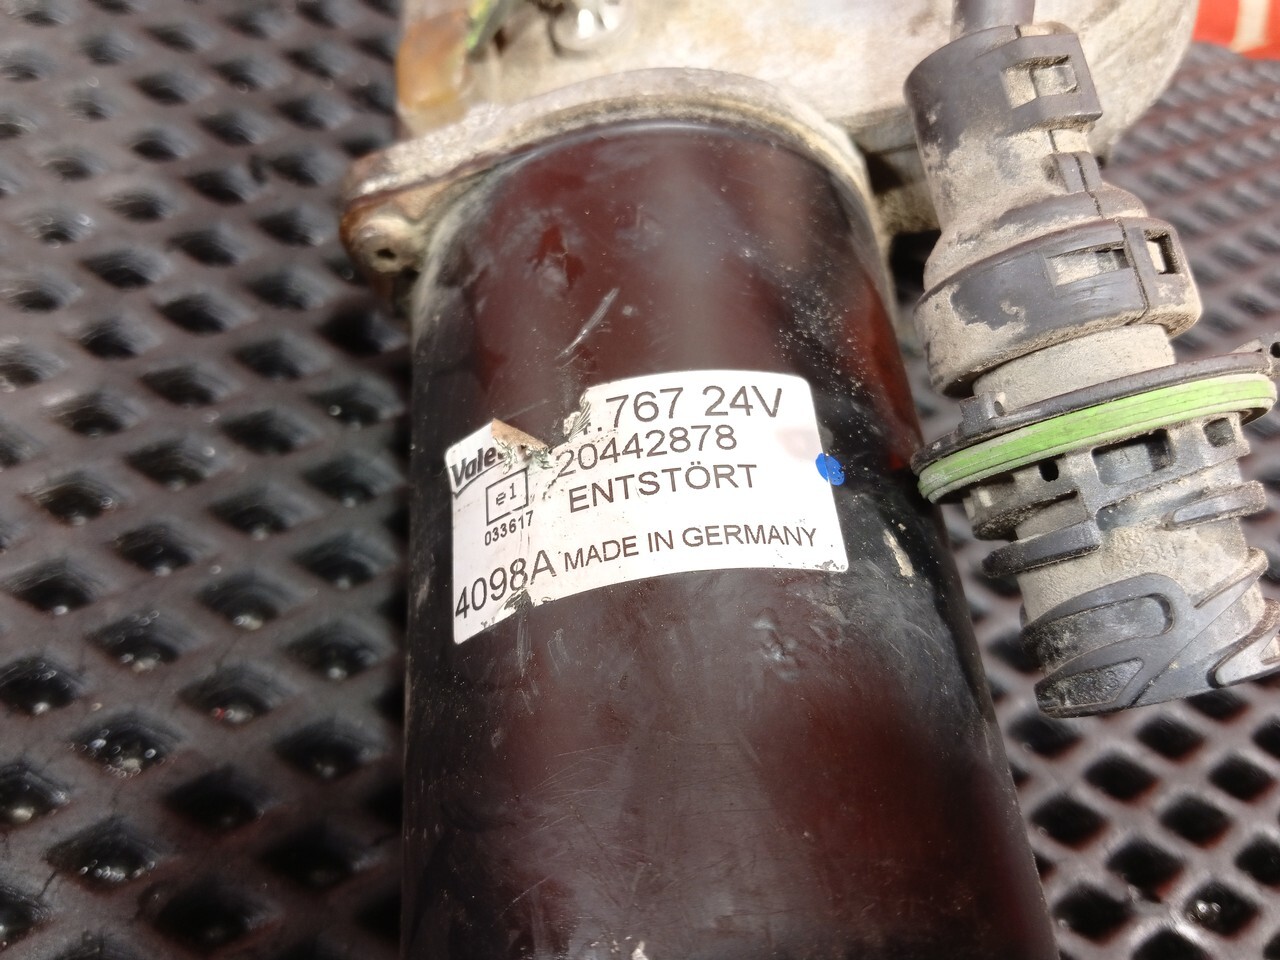 .767 24V
20442878
ENTSTÖRT
e1
033617
4098A MADE IN GERMANY